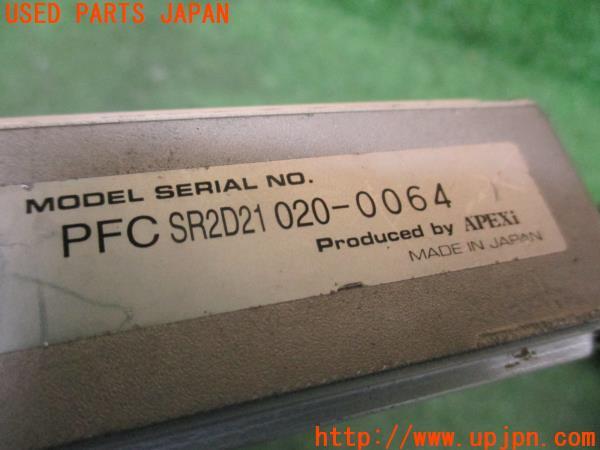 USED PARTS JAPAN
MODEL SERIAL NO.
PFC SR2D21 020-0064
Produced by APEXi
MADE IN JAPAN
http://www.upjpn.com